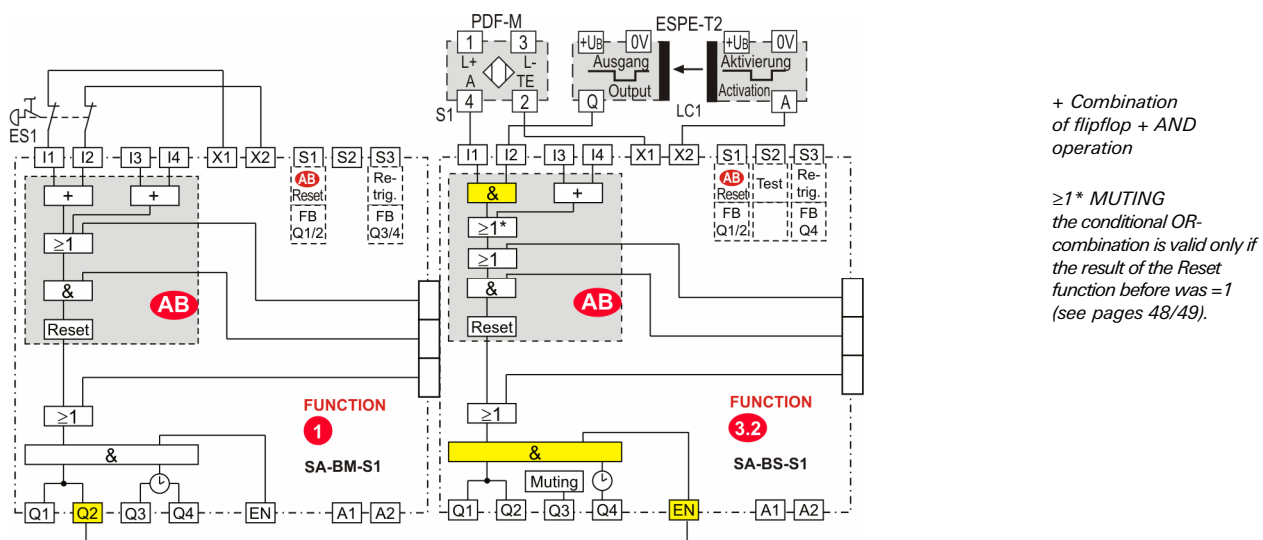 PDF-M
ESPE-T2
1
3
+UB
0V
+UB
0V
L+
L-
A
TE
Ausgang
Output
Aktivierung
Activation
S1
4
2
Q
LC1
A
ES1
I1
I2
I3
I4
X1
X2
S1
S2
S3
AB
Reset
Re-
trig.
FB
Q1/2
FB
Q3/4
+
+
≥1
&
AB
Reset
≥1
FUNCTION
1
SA-BM-S1
&
Q1
Q2
Q3
Q4
EN
A1
A2
I1
I2
I3
I4
X1
X2
S1
S2
S3
AB
Reset
Test
Re-
trig.
FB
Q1/2
FB
Q4
&
+
≥1*
≥1
&
AB
Reset
≥1
FUNCTION
3.2
SA-BS-S1
&
Muting
Q1
Q2
Q3
Q4
EN
A1
A2
+ Combination
of flipflop + AND
operation
≥1* MUTING
the conditional OR-
combination is valid only if
the result of the Reset
function before was =1
(see pages 48/49).